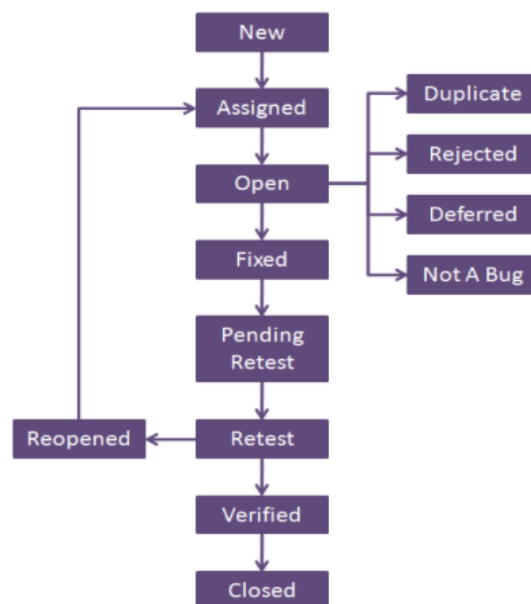 New
Assigned
Duplicate
Rejected
Open
Deferred
Fixed
Not A Bug
Pending
Retest
Reopened
Retest
Verified
Closed